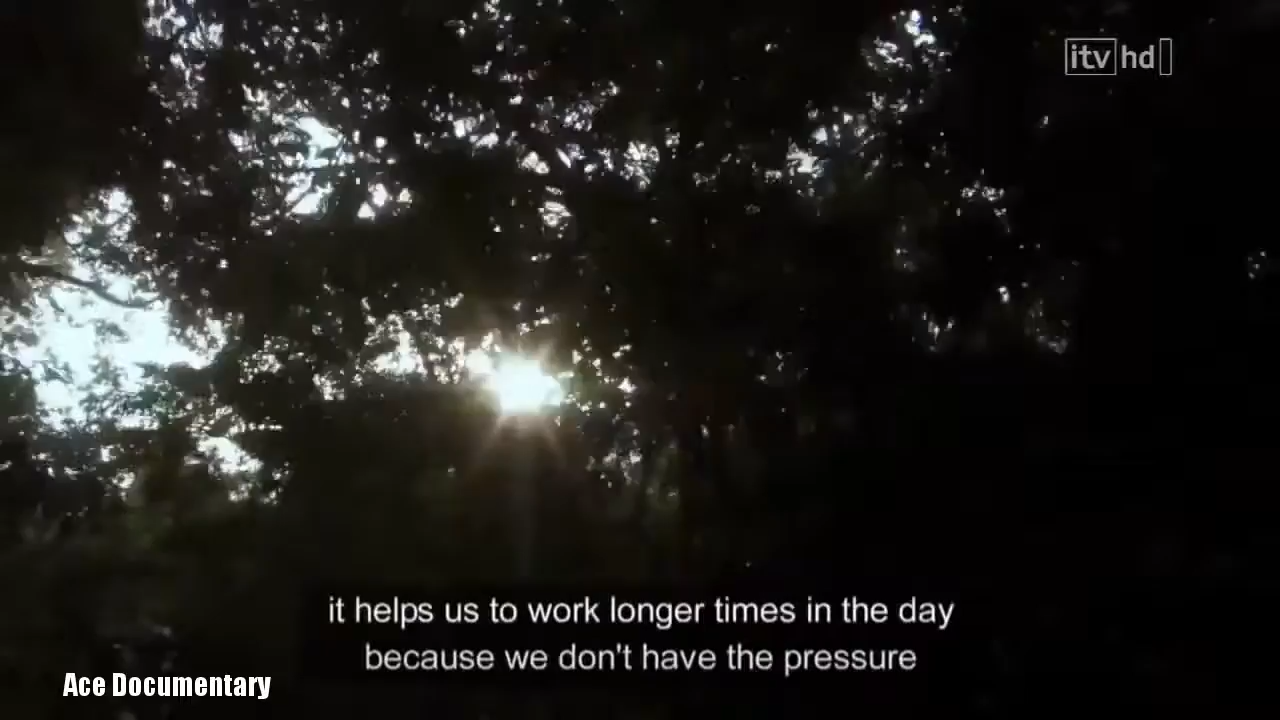 itv hd
it helps us to work longer times in the day
because we don't have the pressure
Ace Documentary